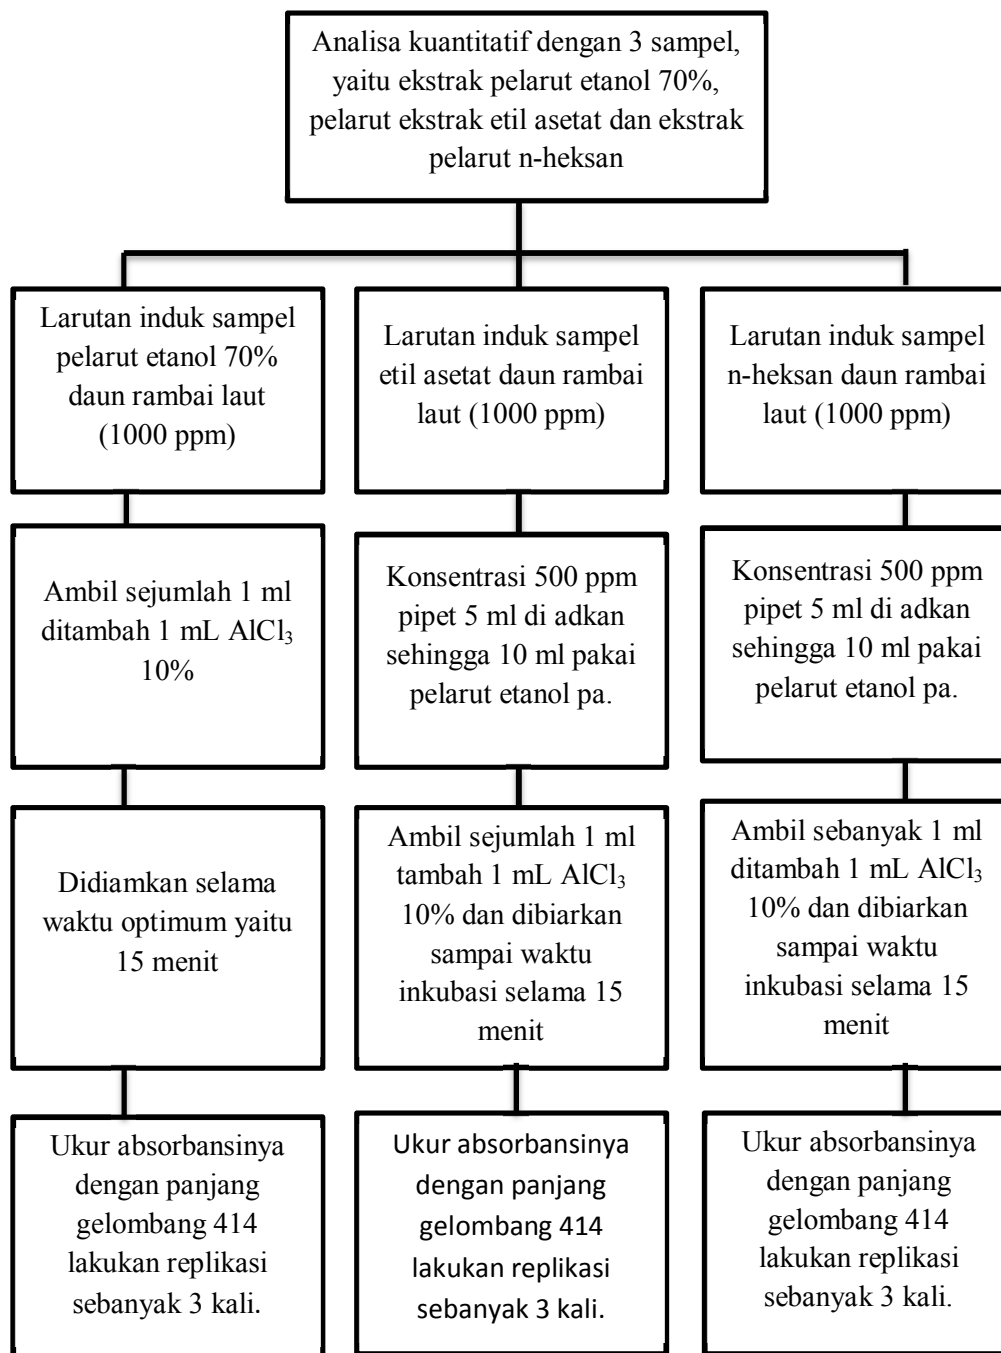 Analisa kuantitatif dengan 3 sampel,
yaitu ekstrak pelarut etanol 70%,
pelarut ekstrak etil asetat dan ekstrak
pelarut n-heksan
Larutan induk sampel
pelarut etanol 70%
daun rambai laut
(1000 ppm)
Larutan induk sampel
etil asetat daun rambai
laut (1000 ppm)
Larutan induk sampel
n-heksan daun rambai
laut (1000 ppm)
Ambil sejumlah 1 ml
ditambah 1 mL AlCl₃
10%
Konsentrasi 500 ppm
pipet 5 ml di adkan
sehingga 10 ml pakai
pelarut etanol pa.
Konsentrasi 500 ppm
pipet 5 ml di adkan
sehingga 10 ml pakai
pelarut etanol pa.
Didiamkan selama
waktu optimum yaitu
15 menit
Ambil sejumlah 1 ml
tambah 1 mL AlCl₃
10% dan dibiarkan
sampai waktu
inkubasi selama 15
menit
Ambil sebanyak 1 ml
ditambah 1 mL AlCl₃
10% dan dibiarkan
sampai waktu
inkubasi selama 15
menit
Ukur absorbansinya
dengan panjang
gelombang 414
lakukan replikasi
sebanyak 3 kali.
Ukur absorbansinya
dengan panjang
gelombang 414
lakukan replikasi
sebanyak 3 kali.
Ukur absorbansinya
dengan panjang
gelombang 414
lakukan replikasi
sebanyak 3 kali.